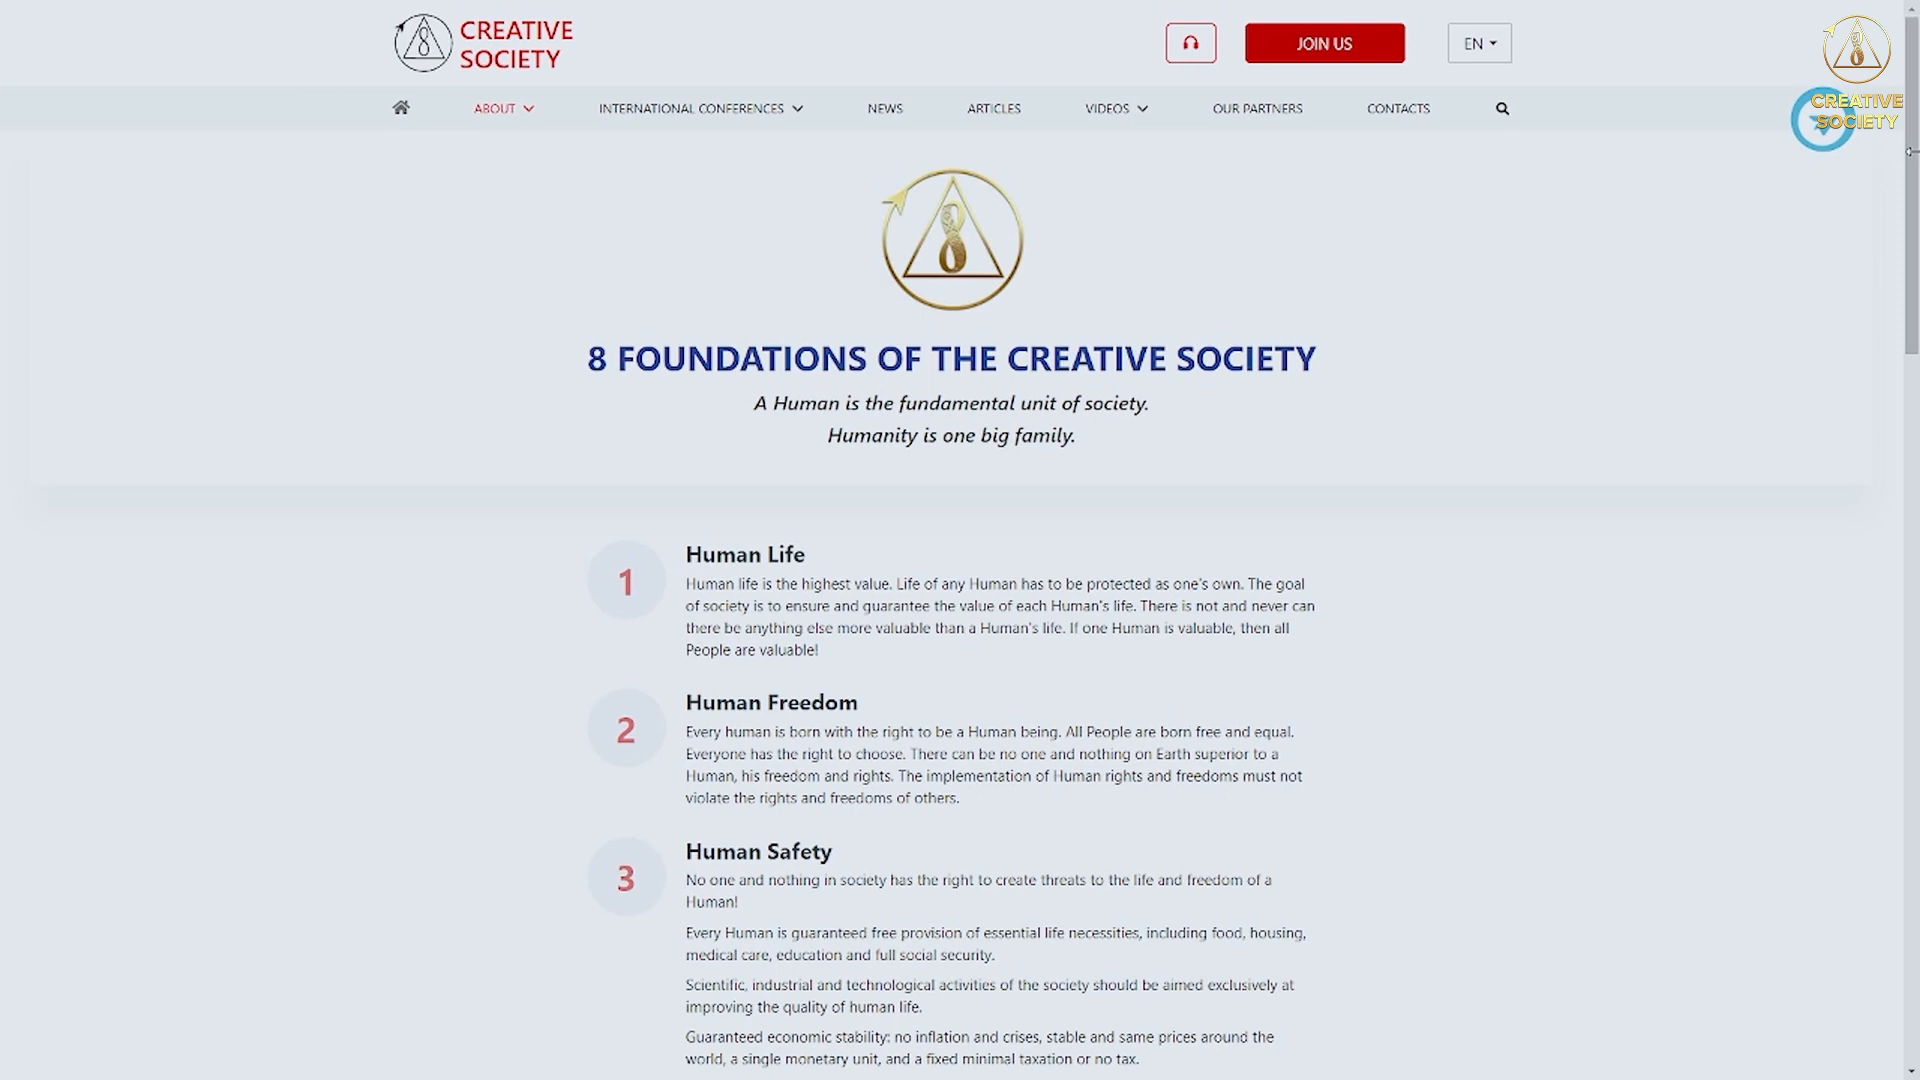 CREATIVE
SOCIETY
JOIN US
EN
CREATIVE
SOCIETY
ABOUT
INTERNATIONAL CONFERENCES
NEWS
ARTICLES
VIDEOS
OUR PARTNERS
CONTACTS
8 FOUNDATIONS OF THE CREATIVE SOCIETY
A Human is the fundamental unit of society.
Humanity is one big family.
1
Human Life
Human life is the highest value. Life of any Human has to be protected as one's own. The goal
of society is to ensure and guarantee the value of each Human's life. There is not and never can
there be anything else more valuable than a Human's life. If one Human is valuable, then all
People are valuable!
2
Human Freedom
Every human is born with the right to be a Human being. All People are born free and equal.
Everyone has the right to choose. There can be no one and nothing on Earth superior to a
Human, his freedom and rights. The implementation of Human rights and freedoms must not
violate the rights and freedoms of others.
3
Human Safety
No one and nothing in society has the right to create threats to the life and freedom of a
Human!
Every Human is guaranteed free provision of essential life necessities, including food, housing,
medical care, education and full social security.
Scientific, industrial and technological activities of the society should be aimed exclusively at
improving the quality of human life.
Guaranteed economic stability: no inflation and crises, stable and same prices around the
world, a single monetary unit, and a fixed minimal taxation or no tax.